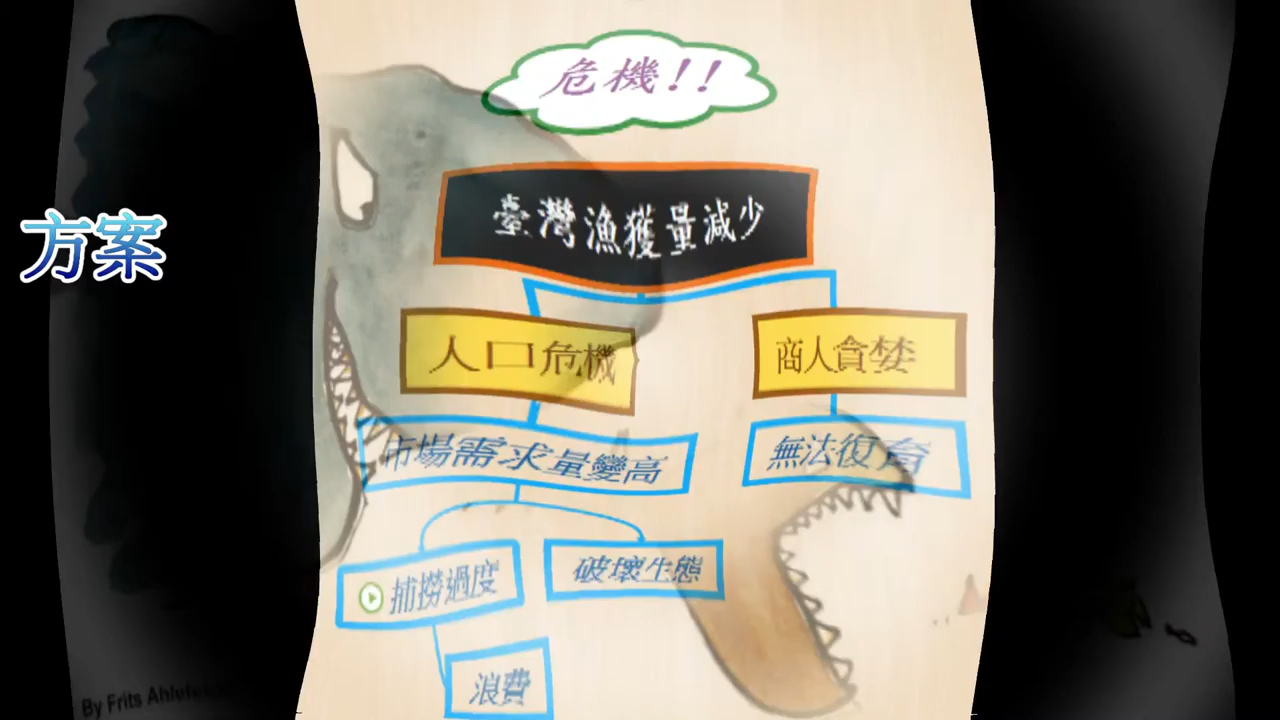 危機!!
臺灣漁獲量減少
方案
人口危機
商人貪婪
市場需求量變高
無法復育
捕撈過度
破壞生態
浪費
By Frits